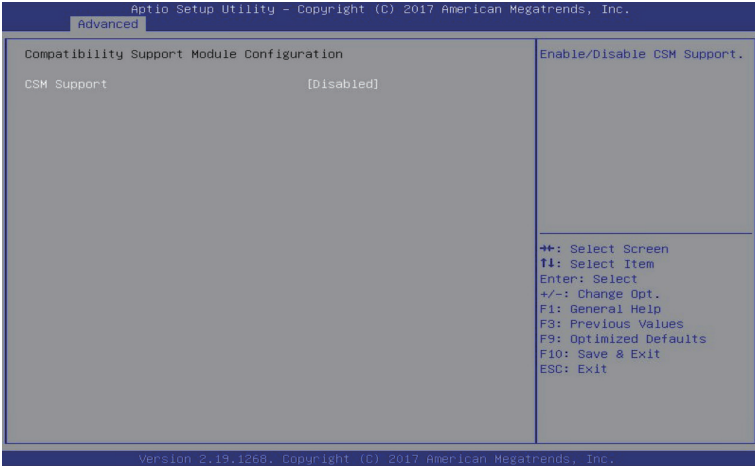 Aptio Setup Utility – Copyright (C) 2017 American Megatrends, Inc.
Advanced
Compatibility Support Module Configuration
CSM Support [Disabled]
Enable/Disable CSM Support.
→←: Select Screen
↑↓: Select Item
Enter: Select
+/-: Change Opt.
F1: General Help
F3: Previous Values
F9: Optimized Defaults
F10: Save & Exit
ESC: Exit
Version 2.19.1268. Copyright (C) 2017 American Megatrends, Inc.